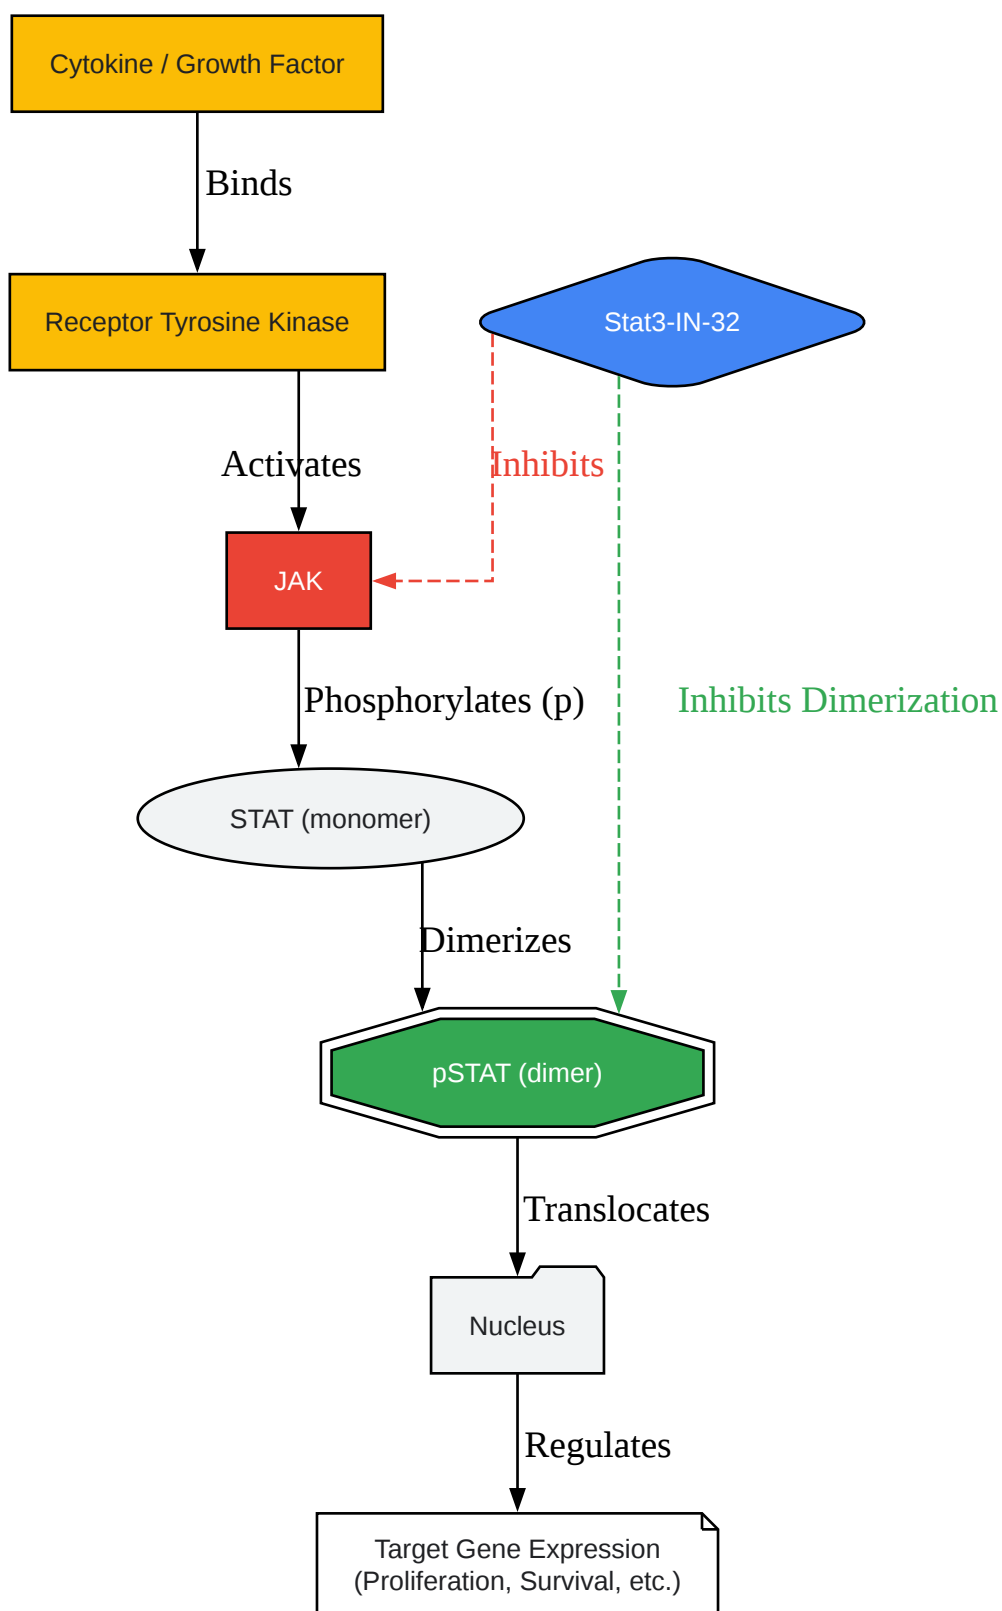 Cytokine / Growth Factor
Binds
Receptor Tyrosine Kinase
Stat3-IN-32
Activates
Inhibits
JAK
Phosphorylates (p)
Inhibits Dimerization
STAT (monomer)
Dimerizes
pSTAT (dimer)
Translocates
Nucleus
Regulates
Target Gene Expression
(Proliferation, Survival, etc.)